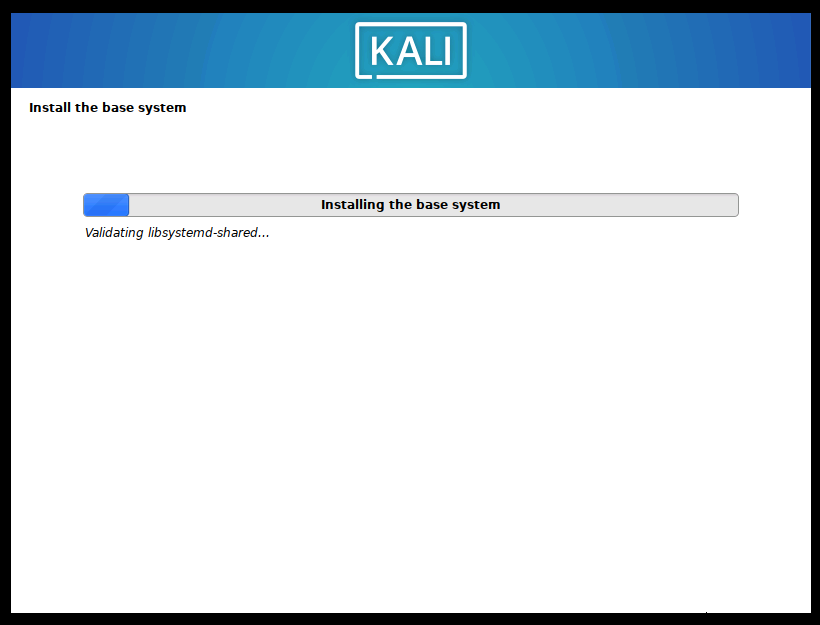 KALI
Install the base system
Installing the base system
Validating libsystemd-shared...